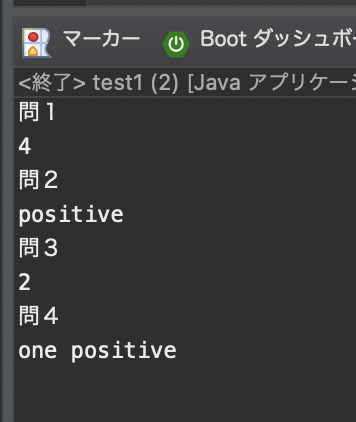 マーカー Boot ダッシュボー
<終了> test1 (2) [Java アプリケーシ
問１
4
問２
positive
問３
2
問４
one positive